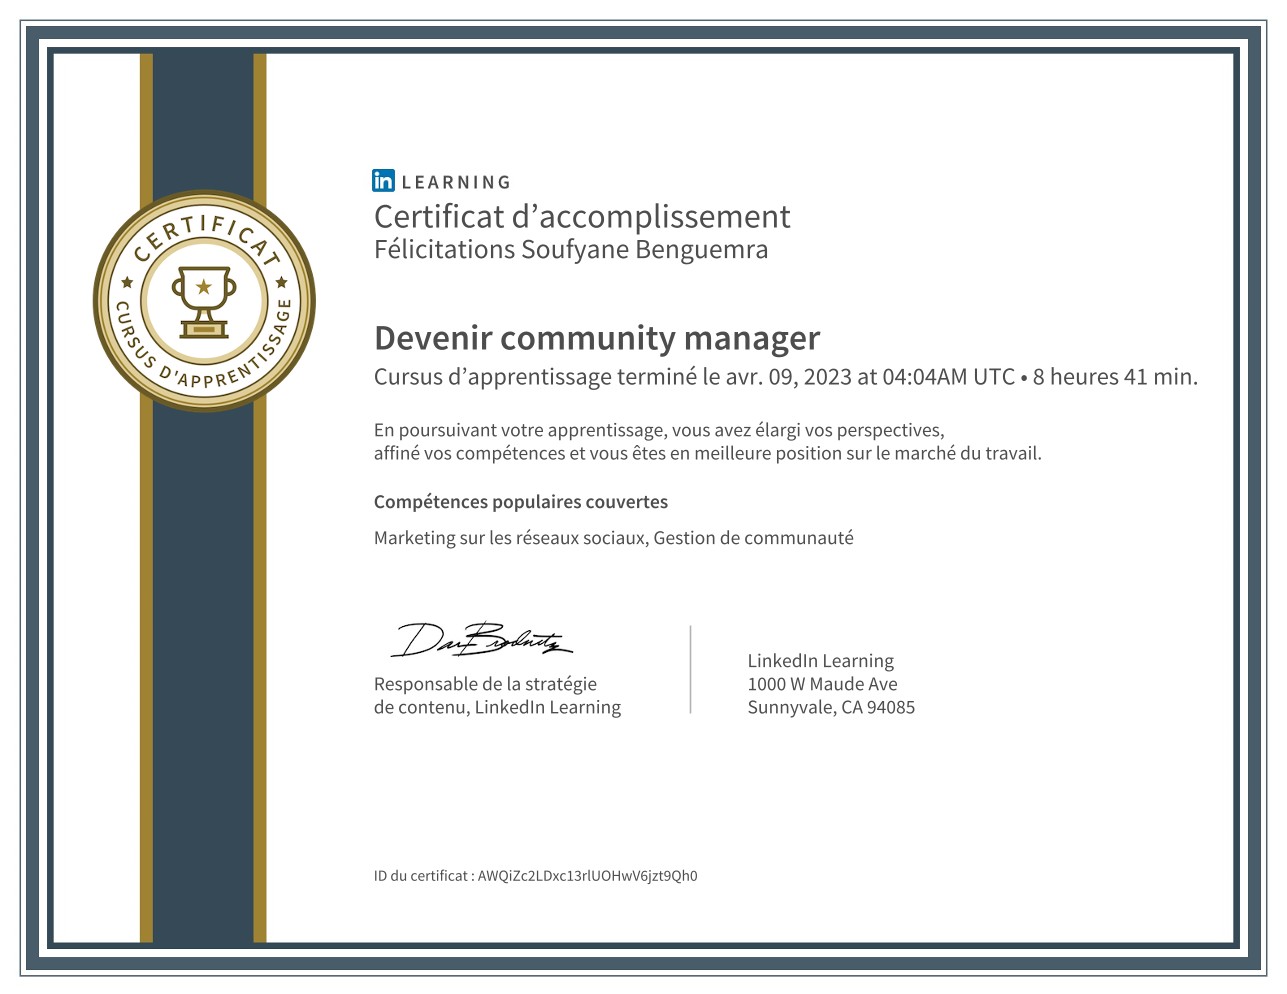 CERTIFICAT
CURSUS D'APPRENTISSAGE
in LEARNING
Certificat d’accomplissement
Félicitations Soufyane Benguemra
Devenir community manager
Cursus d’apprentissage terminé le avr. 09, 2023 at 04:04AM UTC • 8 heures 41 min.
En poursuivant votre apprentissage, vous avez élargi vos perspectives,
affiné vos compétences et vous êtes en meilleure position sur le marché du travail.
Compétences populaires couvertes
Marketing sur les réseaux sociaux, Gestion de communauté
Responsable de la stratégie
de contenu, LinkedIn Learning
LinkedIn Learning
1000 W Maude Ave
Sunnyvale, CA 94085
ID du certificat : AWQiZc2LDxc13rlUOHwV6jzt9Qh0